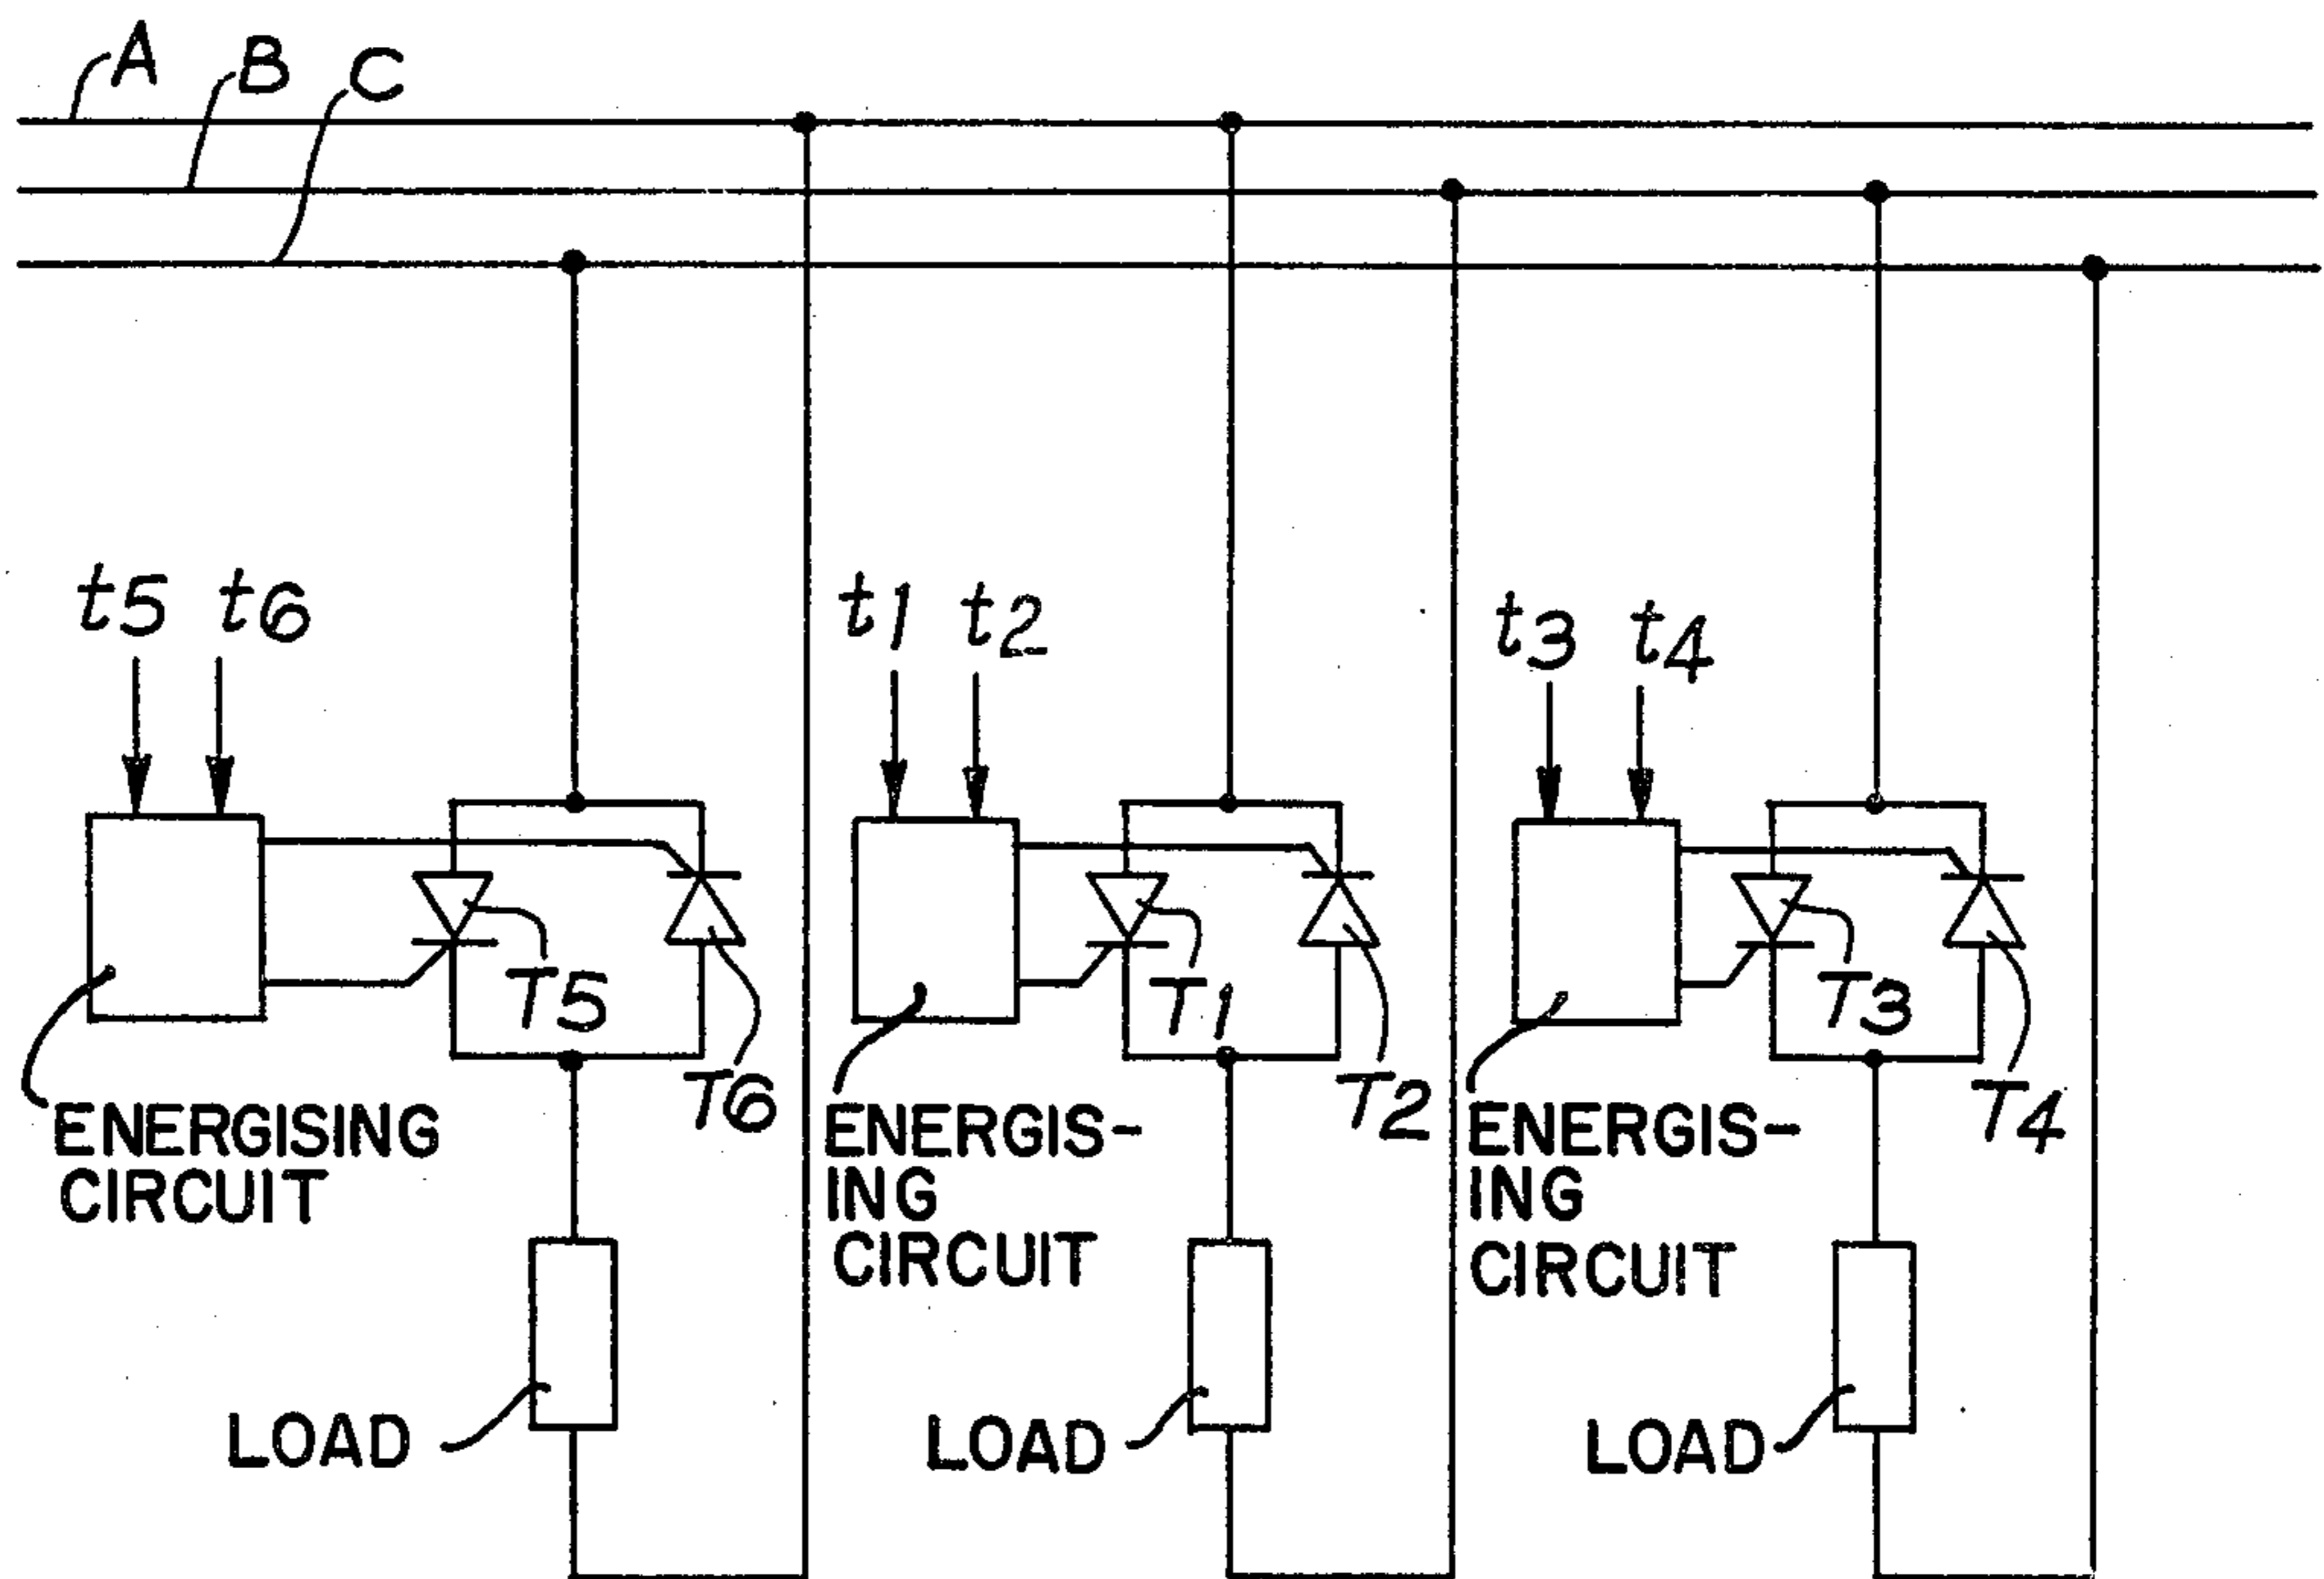 A
B
C
t5 t6
t1 t2
t3 t4
T5
T6
T1
T2
T3
T4
ENERGISING
CIRCUIT
ENERGIS-
ING
CIRCUIT
ENERGIS-
ING
CIRCUIT
LOAD
LOAD
LOAD